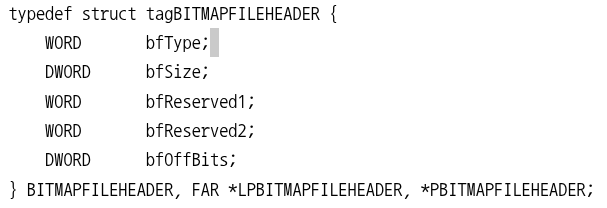 typedef struct tagBITMAPFILEHEADER {
    WORD       bfType;
    DWORD      bfSize;
    WORD       bfReserved1;
    WORD       bfReserved2;
    DWORD      bfOffBits;
} BITMAPFILEHEADER, FAR *LPBITMAPFILEHEADER, *PBITMAPFILEHEADER;